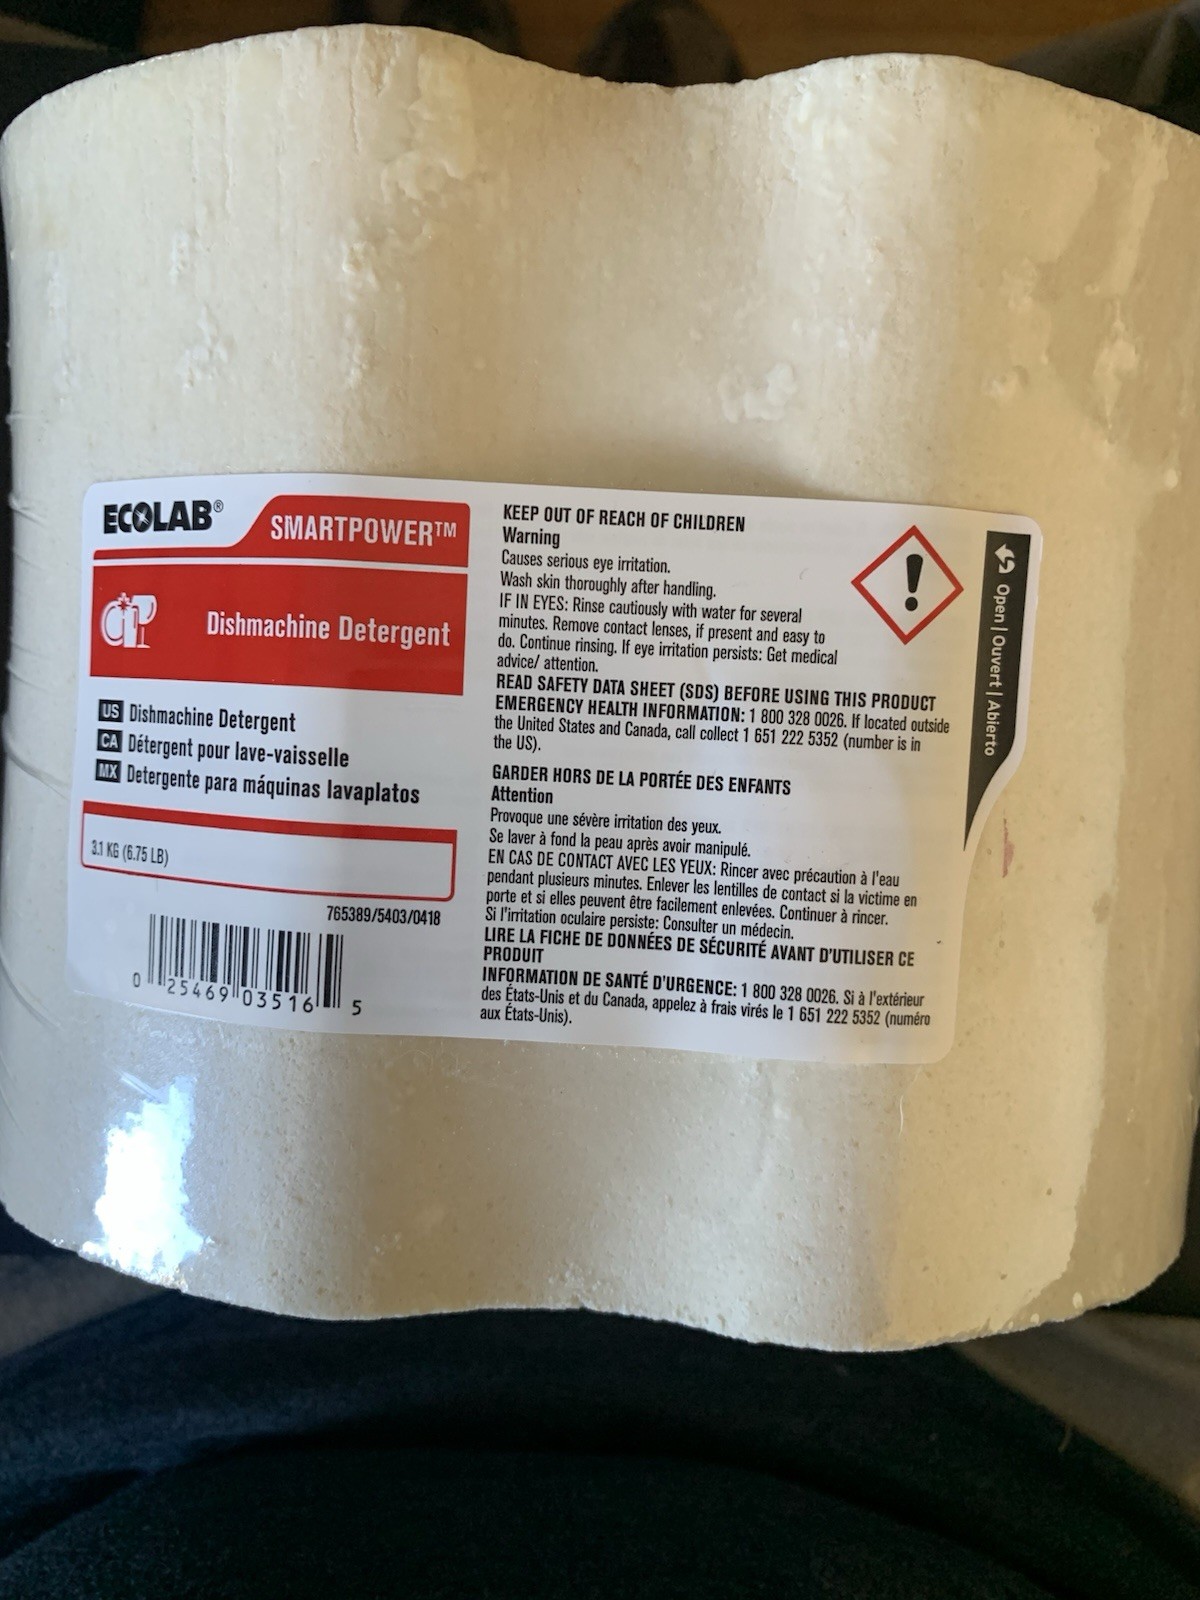 ECOLAB®
SMARTPOWER™
Dishmachine Detergent
US Dishmachine Detergent
CA Détergent pour lave-vaisselle
MX Detergente para máquinas lavaplatos
3.1 KG (6.75 LB)
765389/5403/0418
0 25469 03516 5
KEEP OUT OF REACH OF CHILDREN
Warning
Causes serious eye irritation.
Wash skin thoroughly after handling.
IF IN EYES: Rinse cautiously with water for several
minutes. Remove contact lenses, if present and easy to
do. Continue rinsing. If eye irritation persists: Get medical
advice/ attention.
READ SAFETY DATA SHEET (SDS) BEFORE USING THIS PRODUCT
EMERGENCY HEALTH INFORMATION: 1 800 328 0026. If located outside
the United States and Canada, call collect 1 651 222 5352 (number is in
the US).
GARDER HORS DE LA PORTÉE DES ENFANTS
Attention
Provoque une sévère irritation des yeux.
Se laver à fond la peau après avoir manipulé.
EN CAS DE CONTACT AVEC LES YEUX: Rincer avec précaution à l'eau
pendant plusieurs minutes. Enlever les lentilles de contact si la victime en
porte et si elles peuvent être facilement enlevées. Continuer à rincer.
Si l'irritation oculaire persiste: Consulter un médecin.
LIRE LA FICHE DE DONNÉES DE SÉCURITÉ AVANT D'UTILISER CE
PRODUIT
INFORMATION DE SANTÉ D'URGENCE: 1 800 328 0026. Si à l'extérieur
des États-Unis et du Canada, appelez à frais virés le 1 651 222 5352 (numéro
aux États-Unis).
Open | Ouvert | Abierto